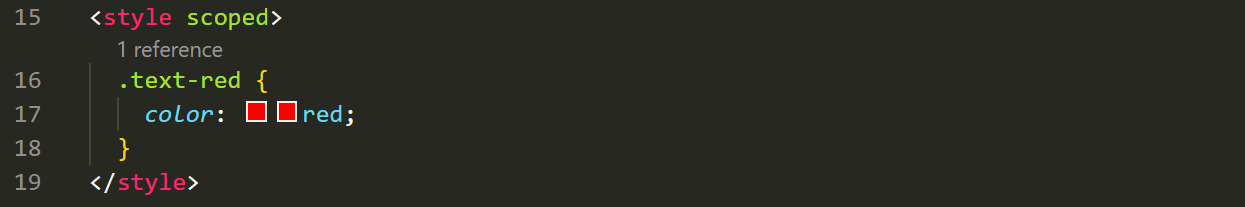 15 <style scoped>
1 reference
16 .text-red {
17 color: red;
18 }
19 </style>